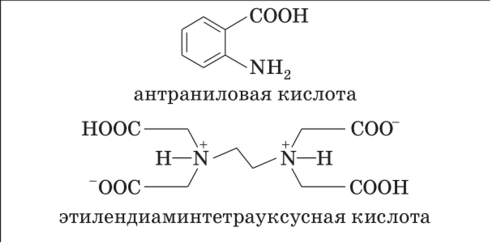 COOH
NH₂
антраниловая кислота
HOOC COO⁻
H—N⁺ N⁺—H
⁻OOC COOH
этилендиаминтетрауксусная кислота